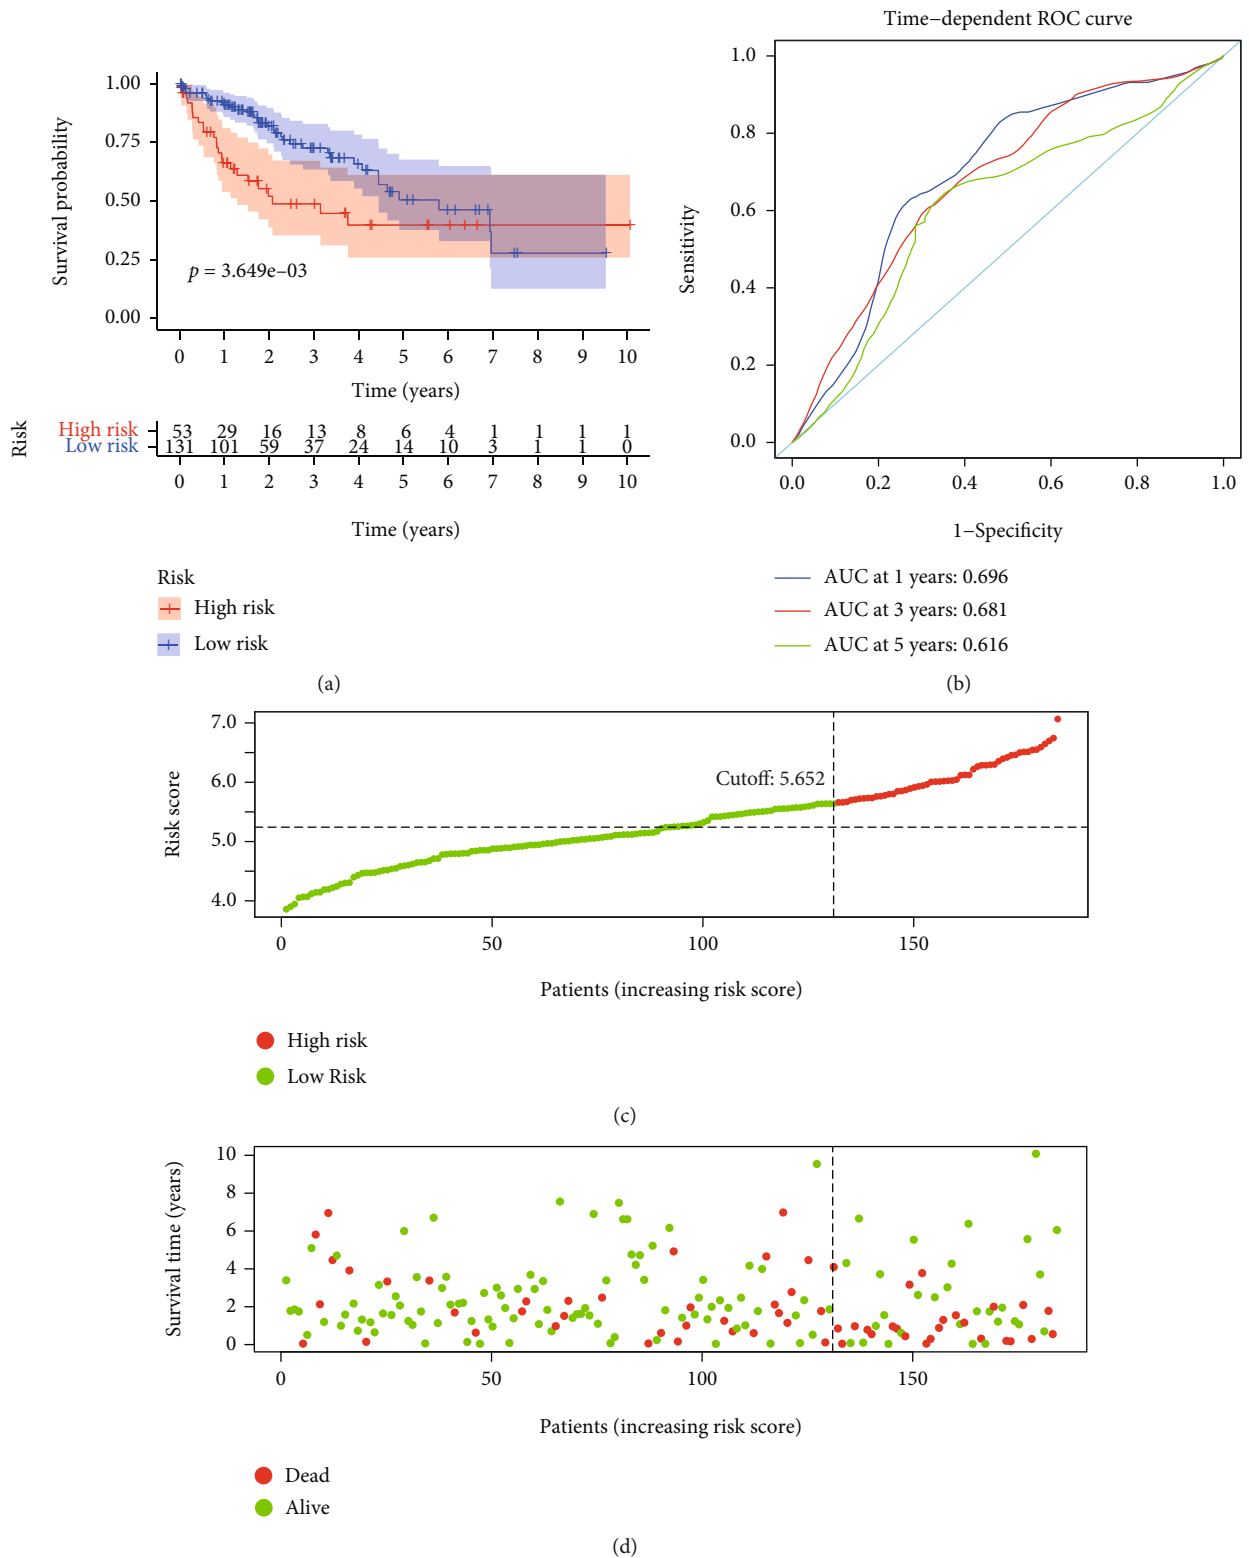 1.00
0.75
0.50
0.25
0.00
Survival probability
p = 3.649e–03
0 1 2 3 4 5 6 7 8 9 10
Time (years)
Risk
High risk 53 29 16 13 8 6 4 1 1 1 1
Low risk 131 101 59 37 24 14 10 3 1 1 0
0 1 2 3 4 5 6 7 8 9 10
Time (years)
Risk
High risk
Low risk
(a)
Time−dependent ROC curve
1.0
0.8
0.6
0.4
0.2
0.0
Sensitivity
0.0 0.2 0.4 0.6 0.8 1.0
1−Specificity
AUC at 1 years: 0.696
AUC at 3 years: 0.681
AUC at 5 years: 0.616
(b)
7.0
6.0
5.0
4.0
Risk score
Cutoff: 5.652
0 50 100 150
Patients (increasing risk score)
High risk
Low Risk
(c)
10
8
6
4
2
0
Survival time (years)
0 50 100 150
Patients (increasing risk score)
Dead
Alive
(d)